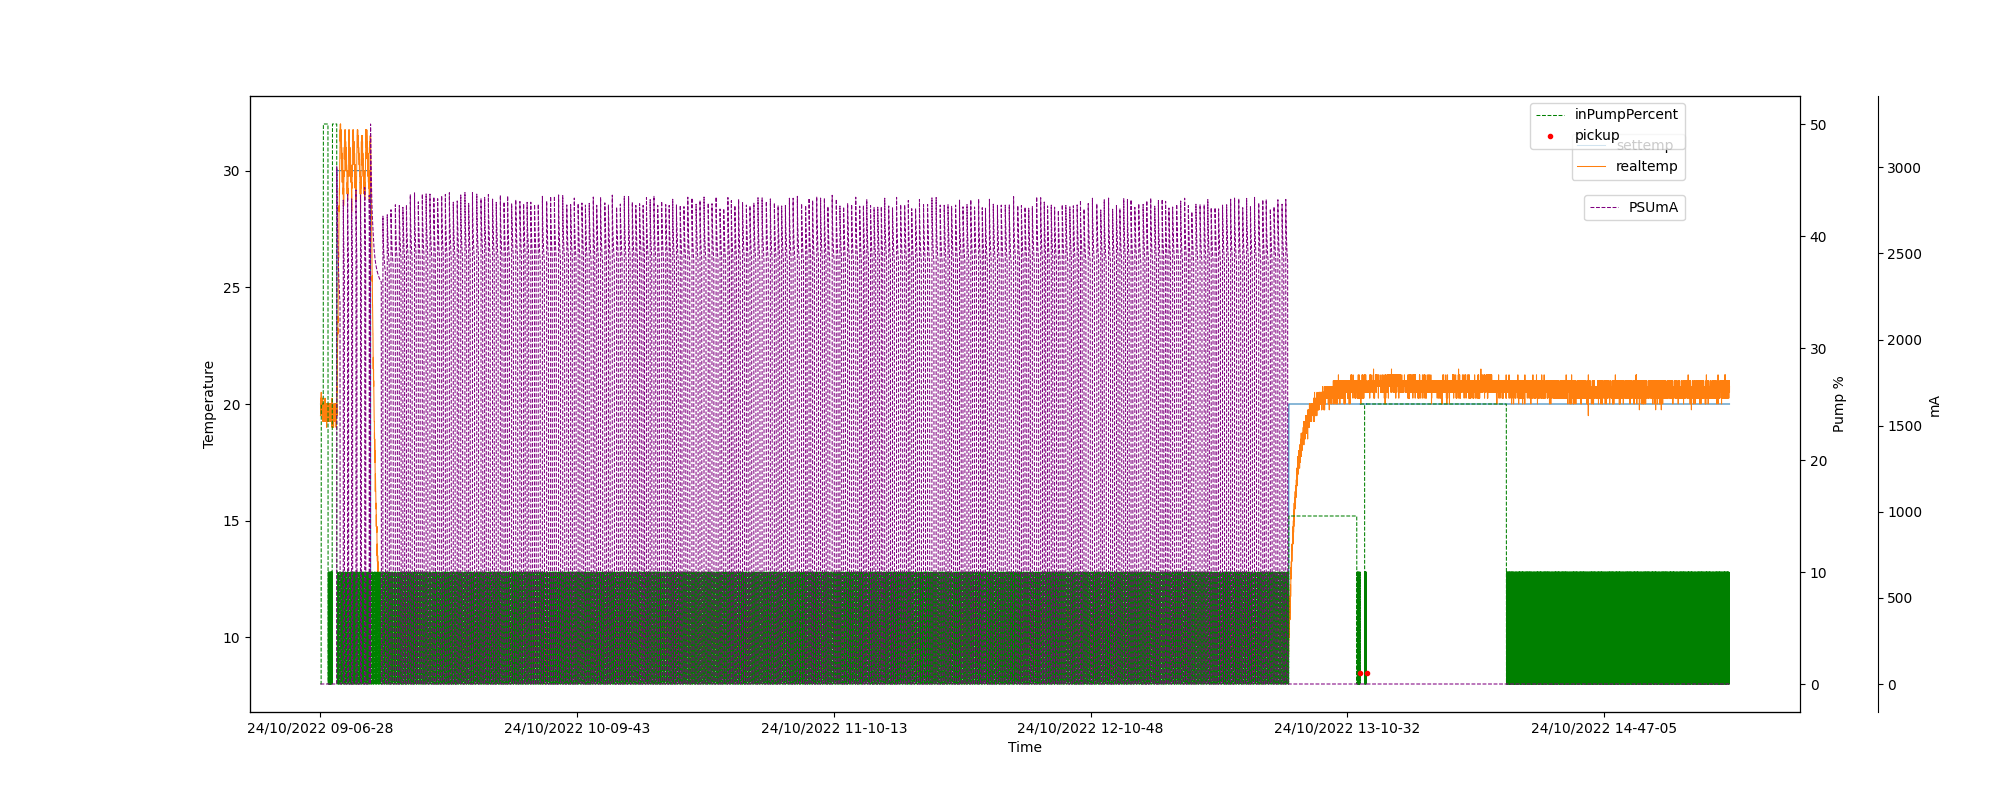 inPumpPercent
pickup
settemp
realtemp
PSUmA
30
25
20
15
10
Temperature
50
40
30
20
10
0
Pump %
3000
2500
2000
1500
1000
500
0
mA
24/10/2022 09-06-28
24/10/2022 10-09-43
24/10/2022 11-10-13
24/10/2022 12-10-48
24/10/2022 13-10-32
24/10/2022 14-47-05
Time